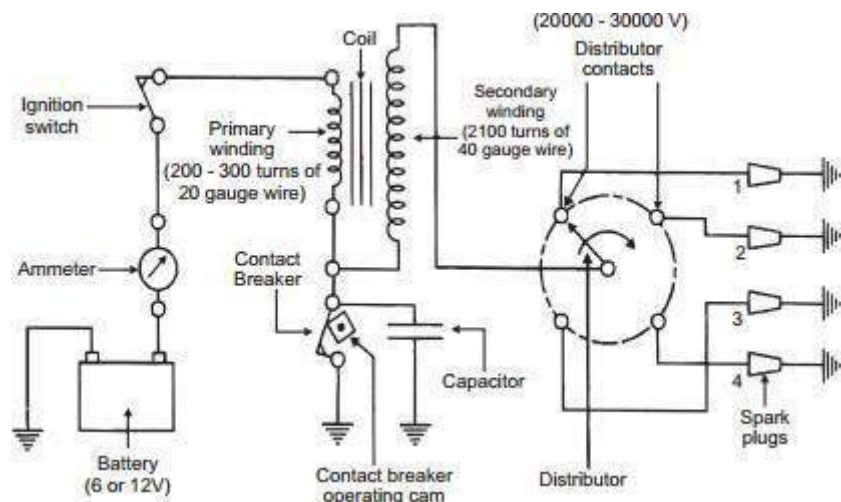 (20000 - 30000 V)
Distributor
contacts
Coil
Ignition
switch
Primary
winding
(200 - 300 turns of
20 gauge wire)
Secondary
winding
(2100 turns of
40 gauge wire)
1
2
3
4
Ammeter
Contact
Breaker
Capacitor
Spark
plugs
Battery
(6 or 12V)
Contact breaker
operating cam
Distributor